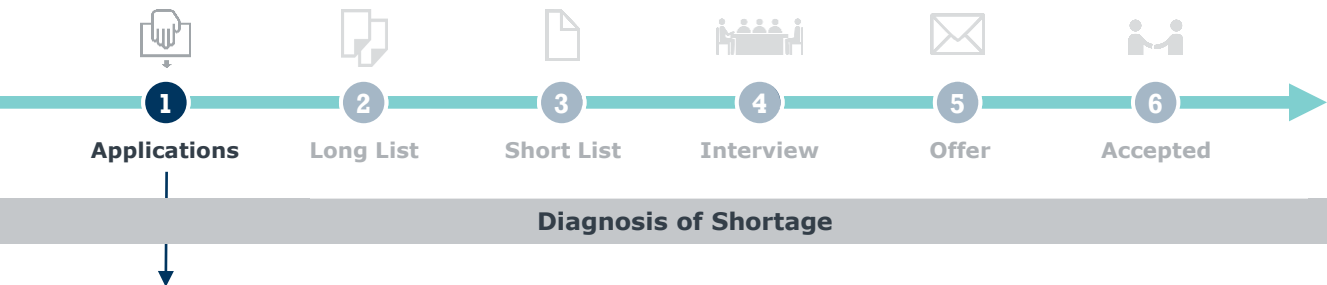 1 2 3 4 5 6
Applications Long List Short List Interview Offer Accepted
Diagnosis of Shortage